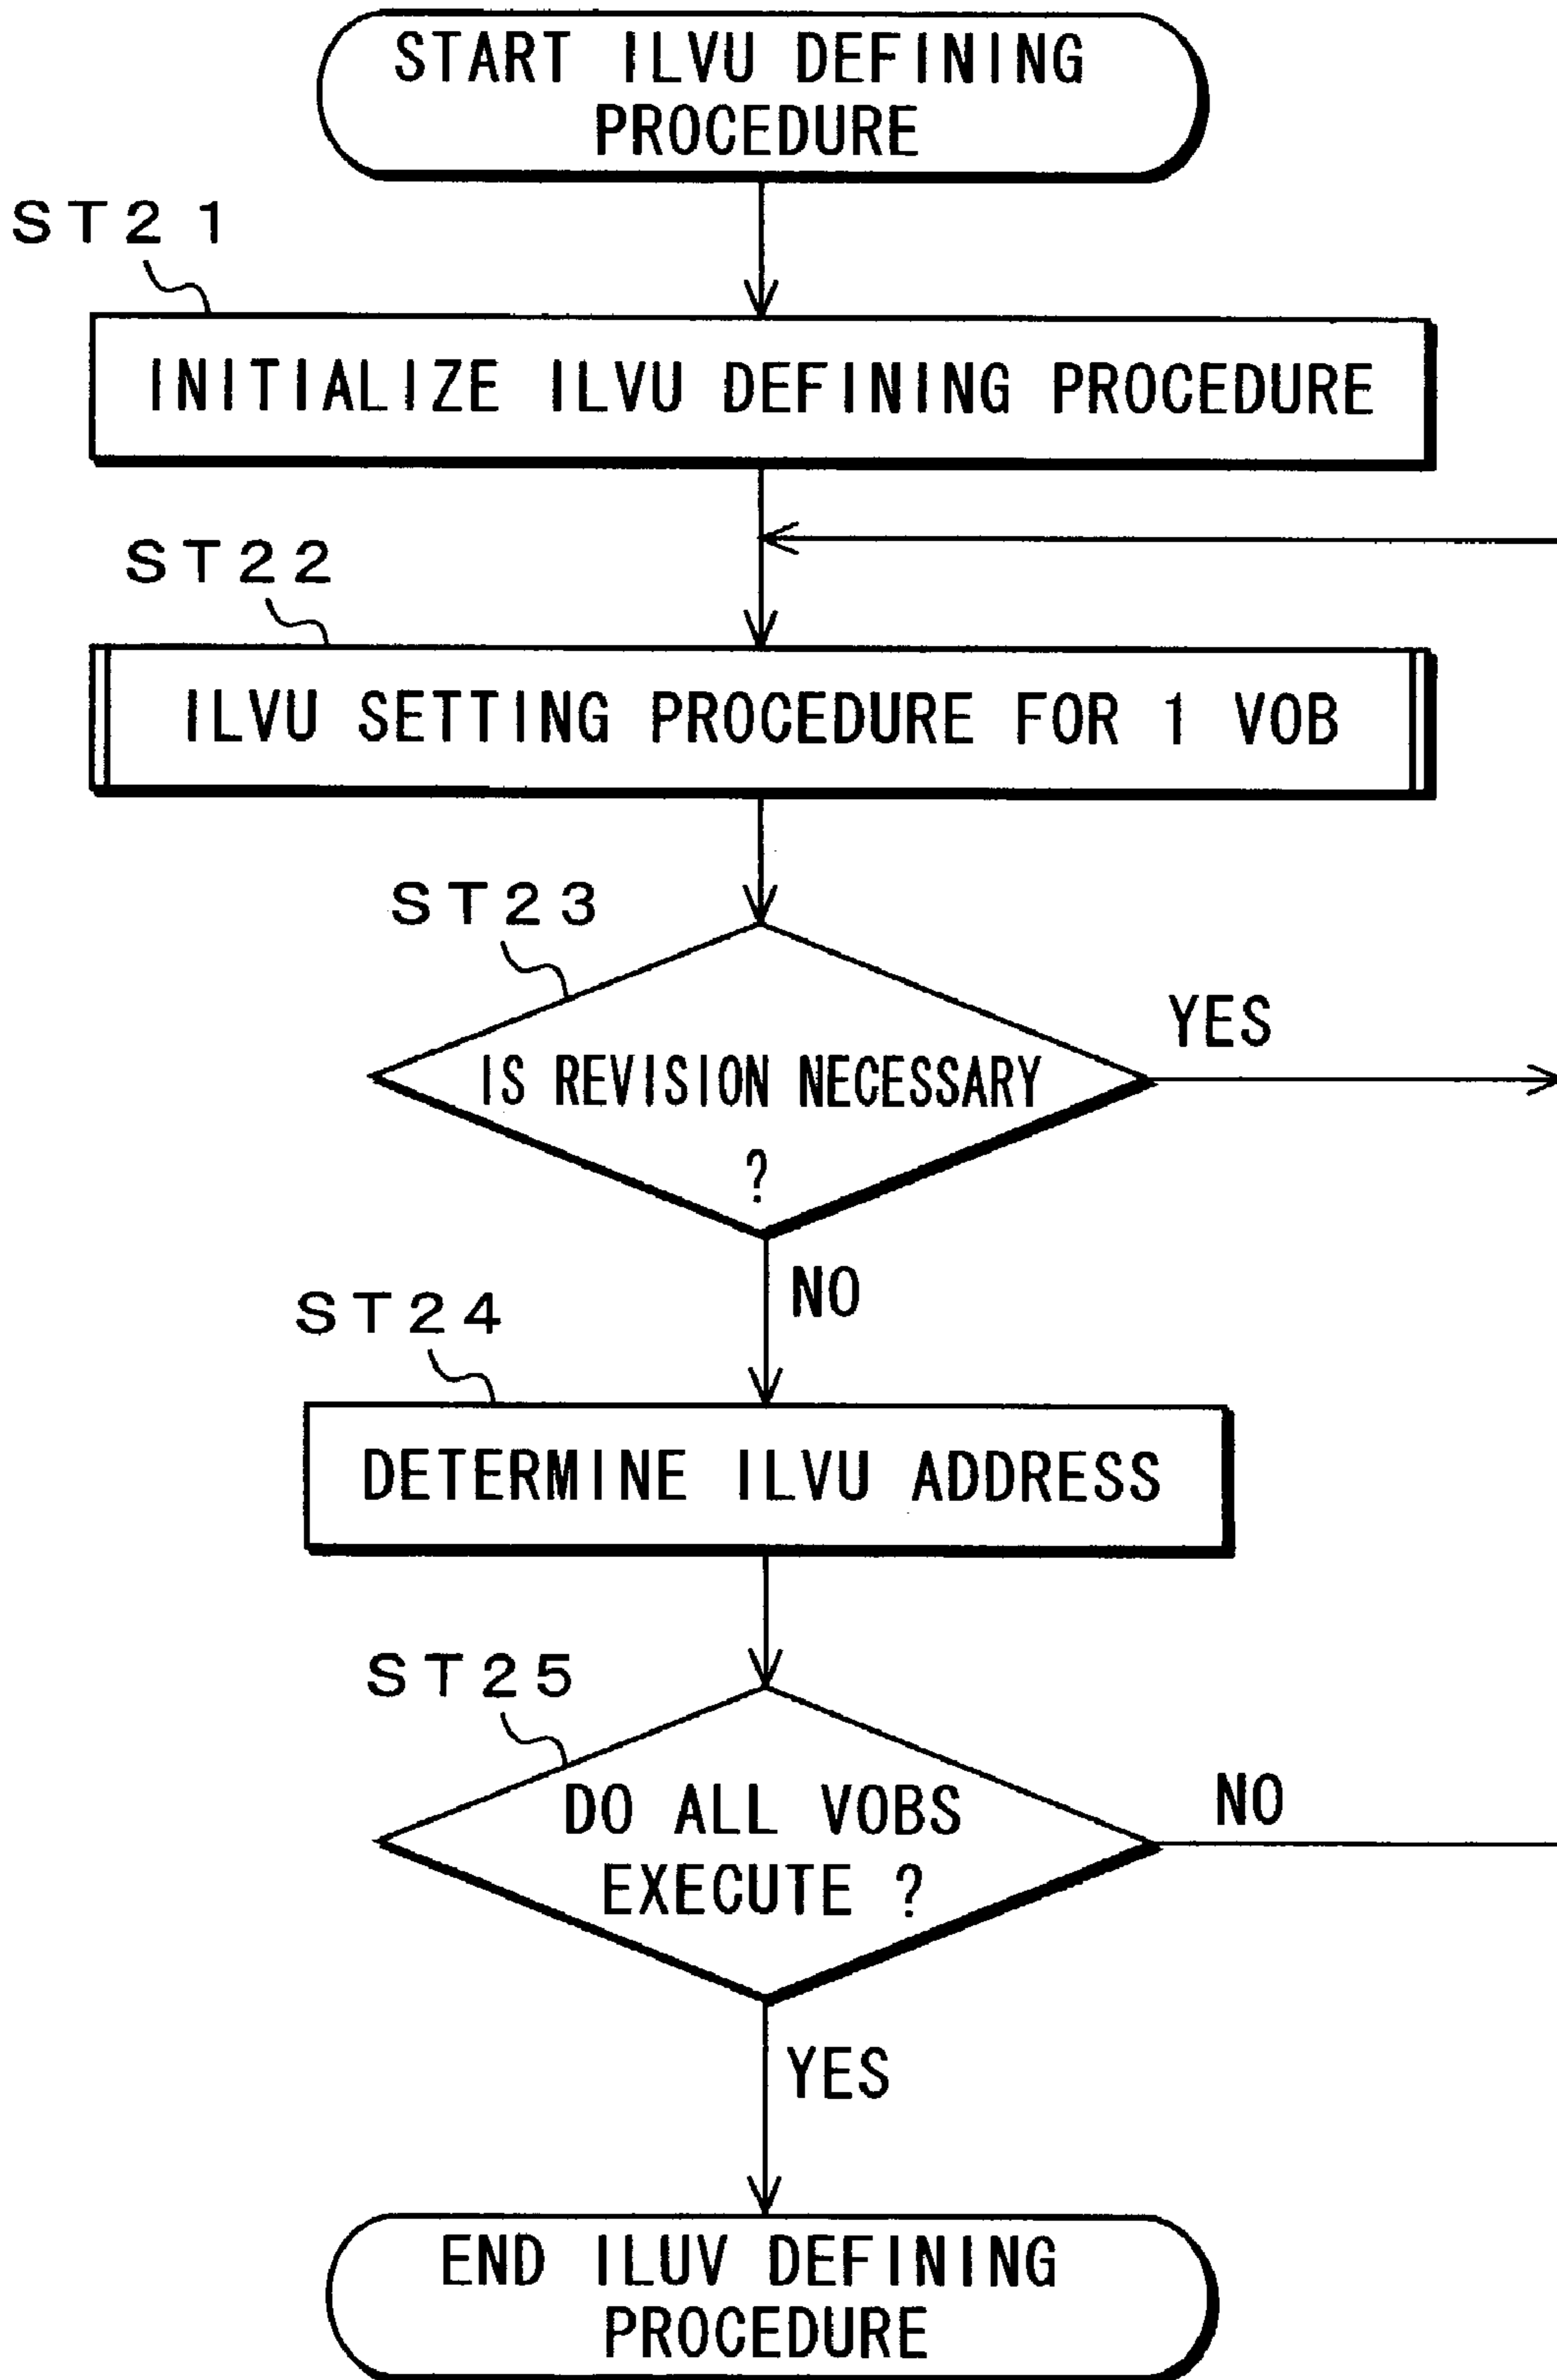 START ILVU DEFINING
PROCEDURE
ST21
INITIALIZE ILVU DEFINING PROCEDURE
ST22
ILVU SETTING PROCEDURE FOR 1 VOB
ST23
YES
IS REVISION NECESSARY
?
NO
ST24
DETERMINE ILVU ADDRESS
ST25
DO ALL VOBS
NO
EXECUTE ?
YES
END ILUV DEFINING
PROCEDURE